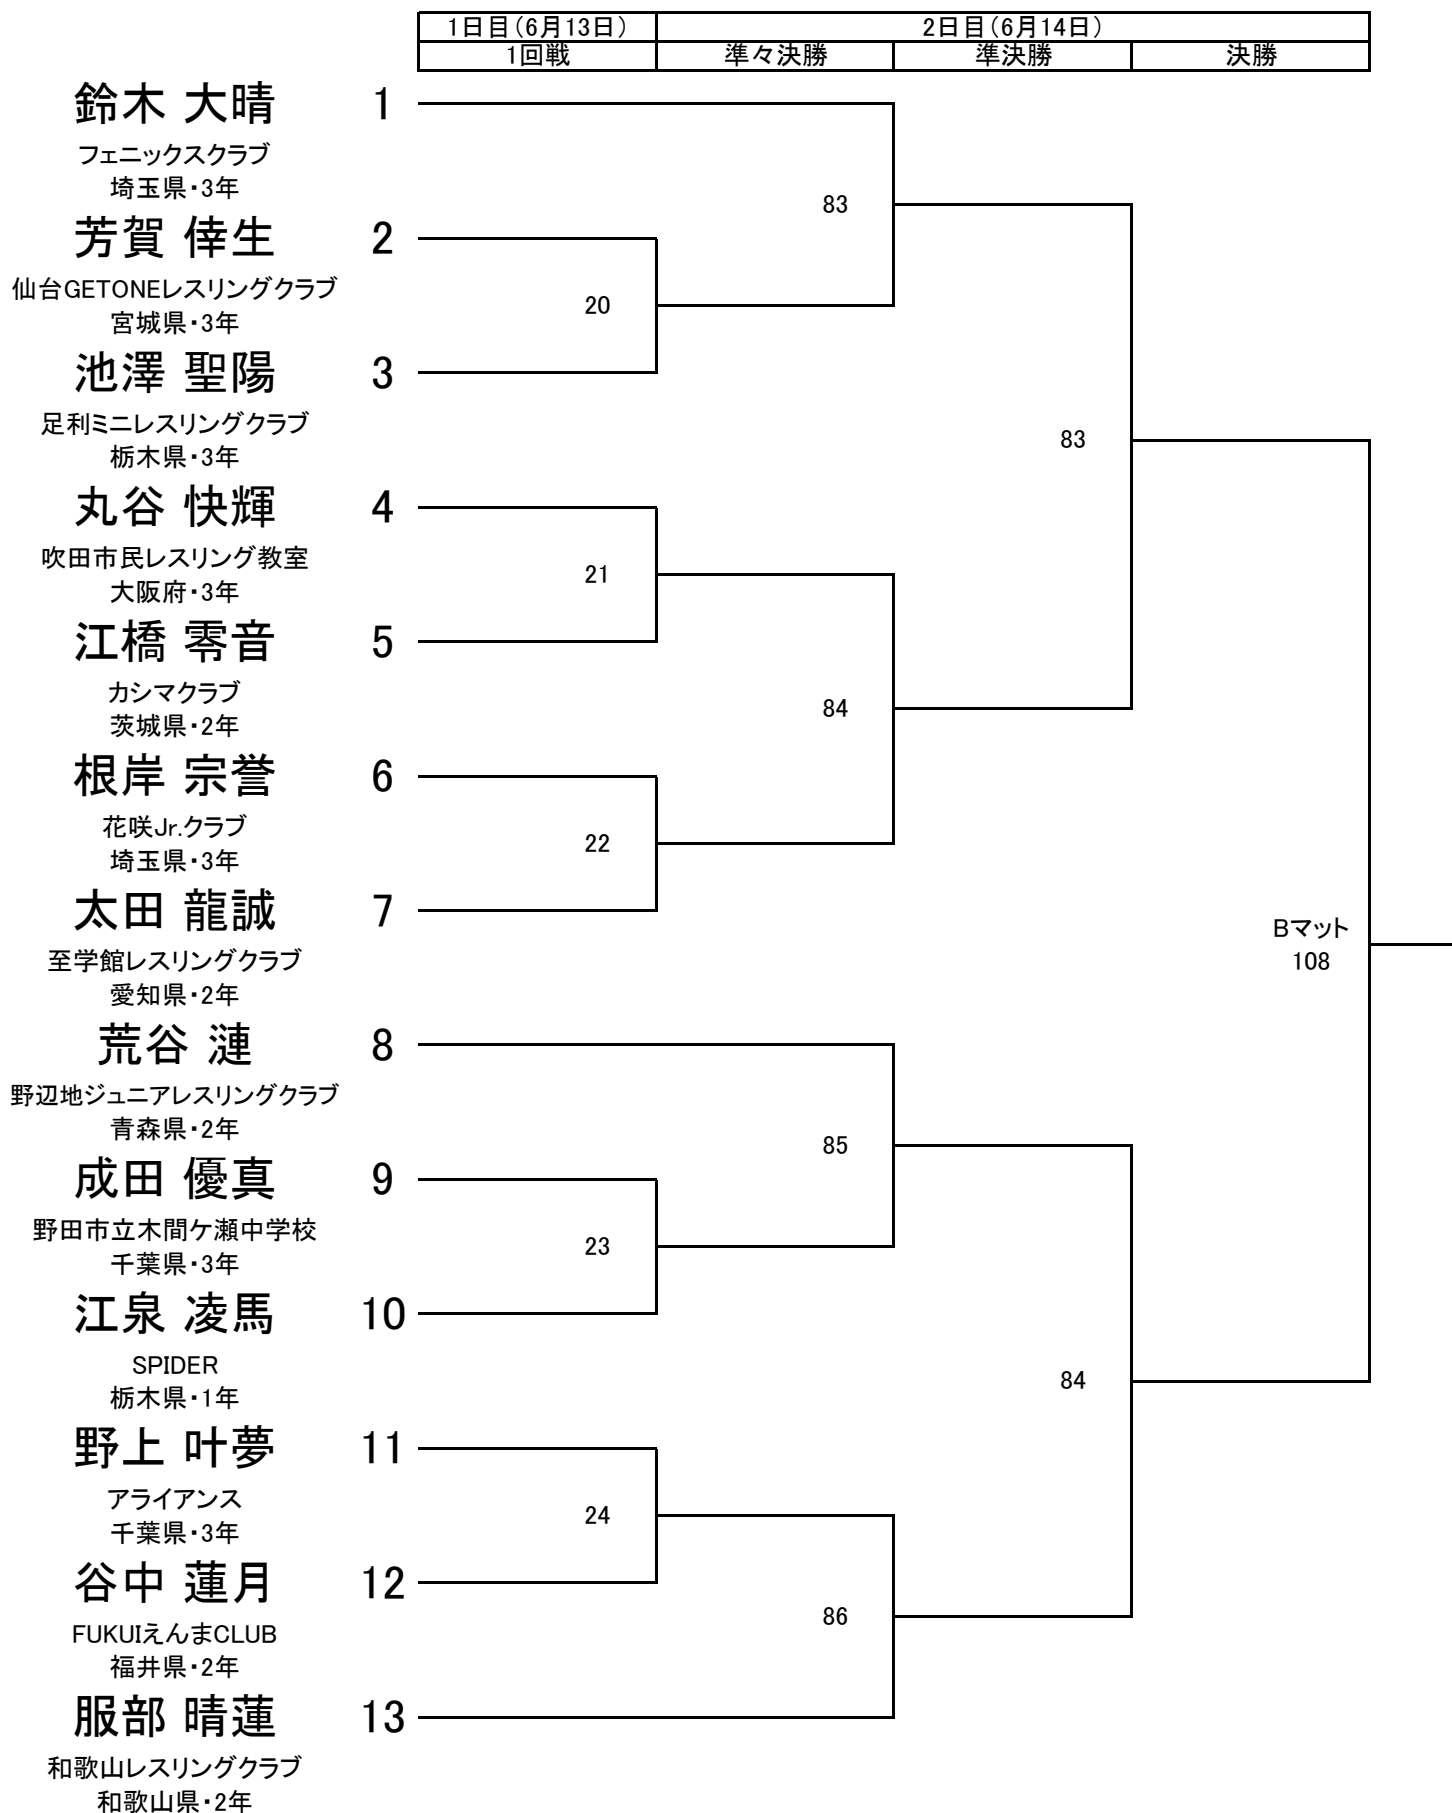 1日目(6月13日) 2日目(6月14日)
1回戦 準々決勝 準決勝 決勝
鈴木 大晴 1
フェニックスクラブ
埼玉県・3年
83
芳賀 倖生 2
仙台GETONEレスリングクラブ
20
宮城県・3年
池澤 聖陽 3
足利ミニレスリングクラブ
83
栃木県・3年
丸谷 快輝 4
吹田市民レスリング教室
21
大阪府・3年
江橋 零音 5
カシマクラブ
84
茨城県・2年
根岸 宗誉 6
花咲Jr.クラブ
22
埼玉県・3年
太田 龍誠 7
Bマット
至学館レスリングクラブ
108
愛知県・2年
荒谷 漣 8
野辺地ジュニアレスリングクラブ
青森県・2年
85
成田 優真 9
野田市立木間ケ瀬中学校
23
千葉県・3年
江泉 凌馬 10
SPIDER
84
栃木県・1年
野上 叶夢 11
アライアンス
24
千葉県・3年
谷中 蓮月 12
86
FUKUIえんまCLUB
福井県・2年
服部 晴蓮 13
和歌山レスリングクラブ
和歌山県・2年